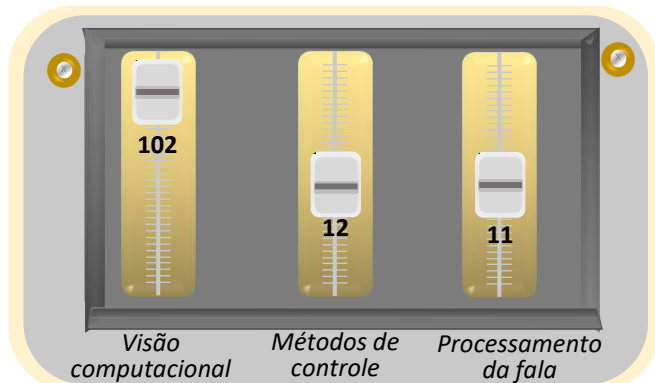 102
12
11
Visão
computacional
Métodos de
controle
Processamento
da fala